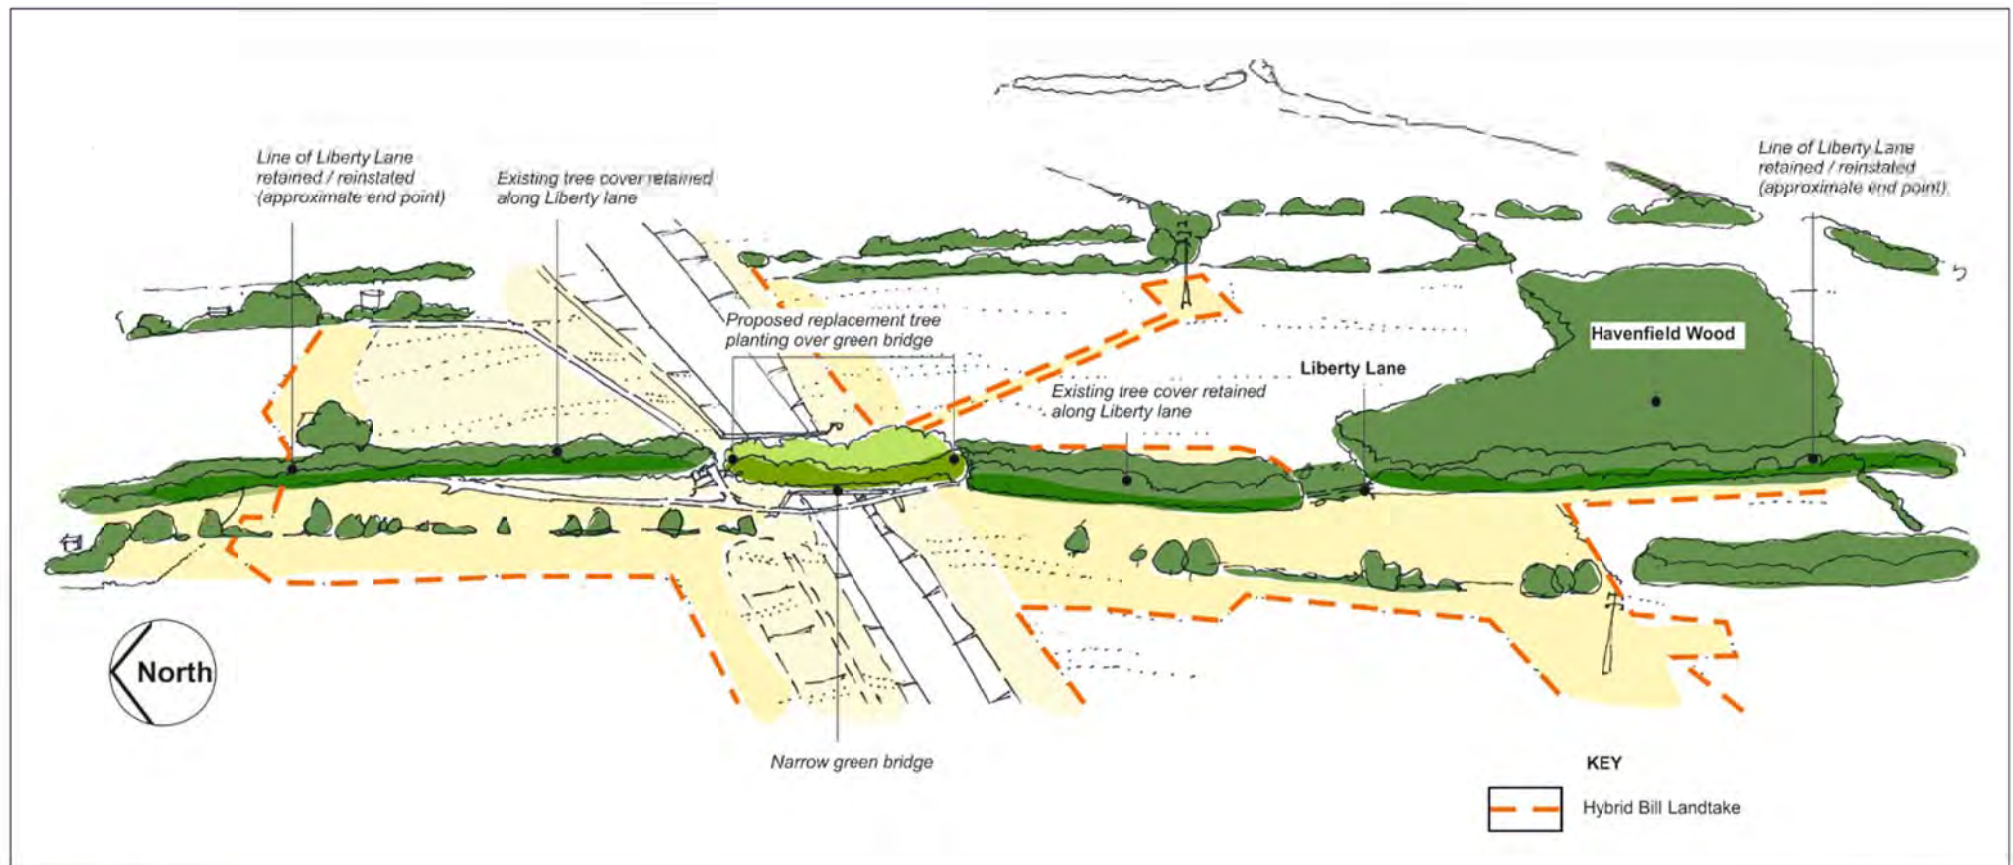 Line of Liberty Lane
retained / reinstated
(approximate end point)
Existing tree cover retained
along Liberty lane
Line of Liberty Lane
retained / reinstated
(approximate end point)
Proposed replacement tree
planting over green bridge
Havenfield Wood
Liberty Lane
Existing tree cover retained
along Liberty lane
North
Narrow green bridge
KEY
Hybrid Bill Landtake